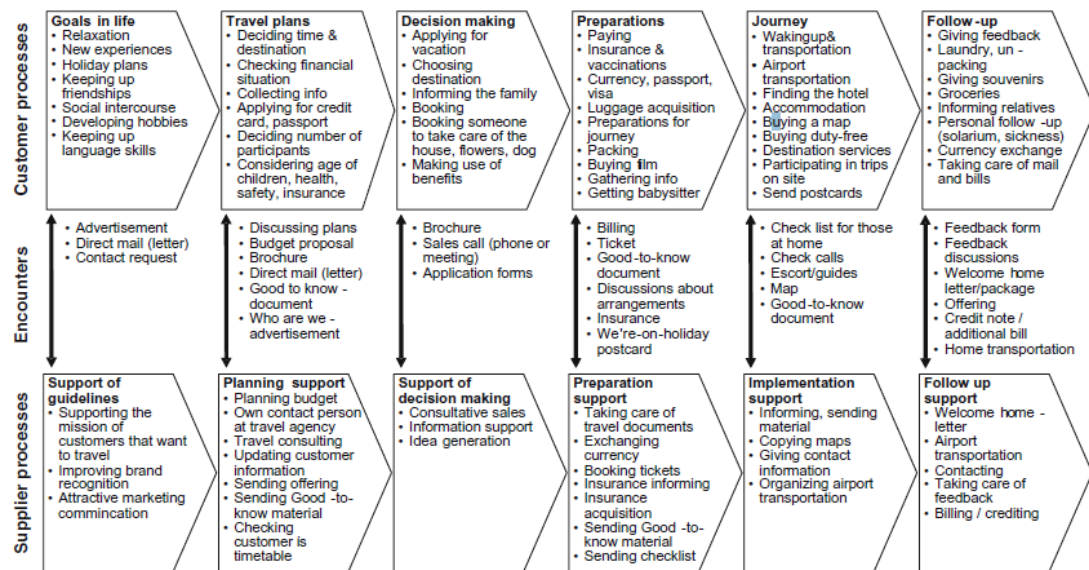 Customer processes
Goals in life
• Relaxation
• New experiences
• Holiday plans
• Keeping up
friendships
• Social intercourse
• Developing hobbies
• Keeping up
language skills
Travel plans
• Deciding time &
destination
• Checking financial
situation
• Collecting info
• Applying for credit
card, passport
• Deciding number of
participants
• Considering age of
children, health,
safety, insurance
Decision making
• Applying for
vacation
• Choosing
destination
• Informing the family
• Booking
• Booking someone
to take care of the
house, flowers, dog
• Making use of
benefits
Preparations
• Paying
• Insurance &
vaccinations
• Currency, passport,
visa
• Luggage acquisition
• Preparations for
journey
• Packing
• Buying film
• Gathering info
• Getting babysitter
Journey
• Wakingup&
transportation
• Airport
transportation
• Finding the hotel
• Accommodation
• Buying a map
• Buying duty-free
• Destination services
• Participating in trips
on site
• Send postcards
Follow -up
• Giving feedback
• Laundry, un -
packing
• Giving souvenirs
• Groceries
• Informing relatives
• Personal follow -up
(solarium, sickness)
• Currency exchange
• Taking care of mail
and bills
Encounters
• Advertisement
• Direct mail (letter)
• Contact request
• Discussing plans
• Budget proposal
• Brochure
• Direct mail (letter)
• Good to know -
document
• Who are we -
advertisement
• Brochure
• Sales call (phone or
meeting)
• Application forms
• Billing
• Ticket
• Good-to-know
document
• Discussions about
arrangements
• Insurance
• We're-on-holiday
postcard
• Check list for those
at home
• Check calls
• Escort/guides
• Map
• Good-to-know
document
• Feedback form
• Feedback
discussions
• Welcome home
letter/package
• Offering
• Credit note /
additional bill
• Home transportation
Supplier processes
Support of
guidelines
• Supporting the
mission of
customers that want
to travel
• Improving brand
recognition
• Attractive marketing
commincation
Planning support
• Planning budget
• Own contact person
at travel agency
• Travel consulting
• Updating customer
information
• Sending offering
• Sending Good -to-
know material
• Checking
customer is
timetable
Support of
decision making
• Consultative sales
• Information support
• Idea generation
Preparation
support
• Taking care of
travel documents
• Exchanging
currency
• Booking tickets
• Insurance informing
• Insurance
acquisition
• Sending Good -to-
know material
• Sending checklist
Implementation
support
• Informing, sending
material
• Copying maps
• Giving contact
information
• Organizing airport
transportation
Follow up
support
• Welcome home -
letter
• Airport
transportation
• Contacting
• Taking care of
feedback
• Billing / crediting